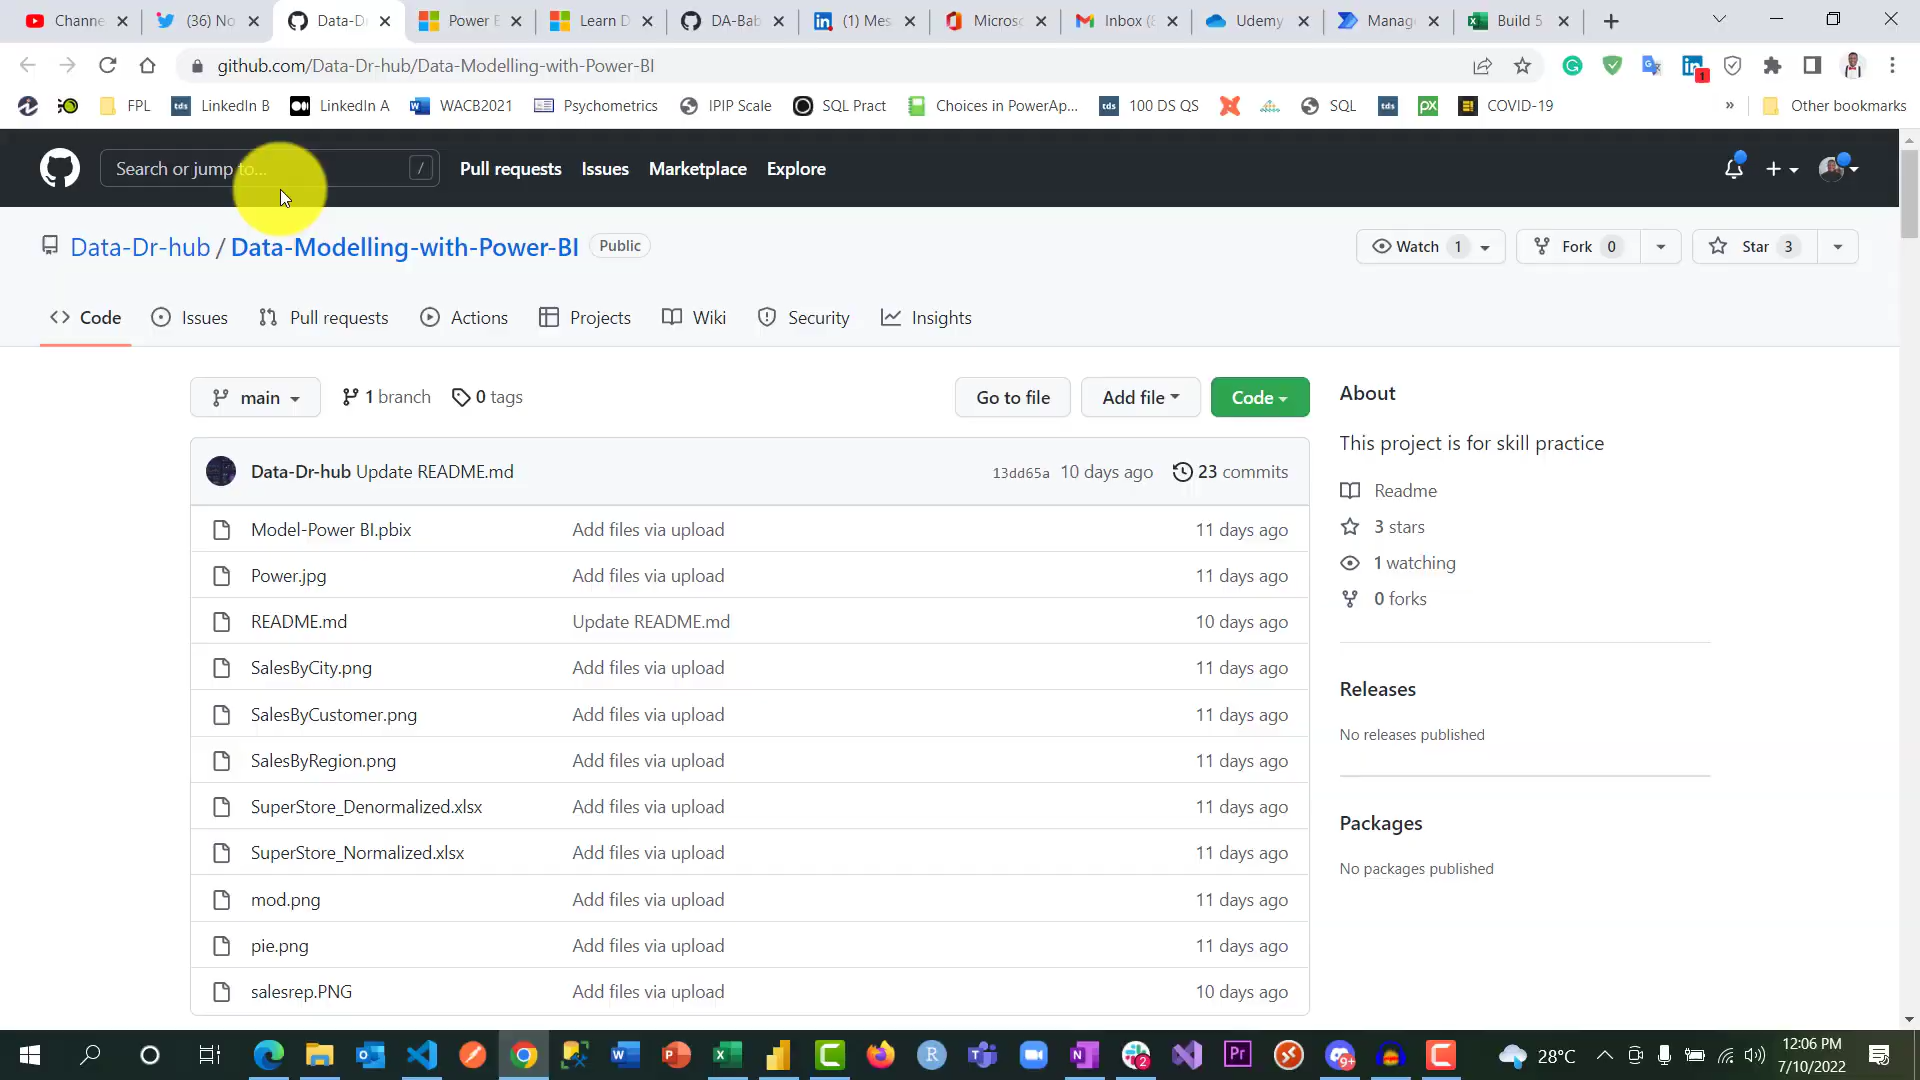 Channe
(36) No
Data-D
Power E
Learn D
DA-Bab
(1) Mes
Micros
Inbox (
Udemy
Manag
Build 5
github.com/Data-Dr-hub/Data-Modelling-with-Power-BI
1
FPL
LinkedIn B
LinkedIn A
WACB2021
Psychometrics
IPIP Scale
SQL Pract
Choices in PowerAp...
100 DS QS
SQL
COVID-19
»
Other bookmarks
Search or jump to...
/
Pull requests
Issues
Marketplace
Explore
Data-Dr-hub / Data-Modelling-with-Power-BI
Public
Watch 1
Fork 0
Star 3
Code
Issues
Pull requests
Actions
Projects
Wiki
Security
Insights
main
1 branch
0 tags
Go to file
Add file
Code
About
This project is for skill practice
Readme
3 stars
1 watching
0 forks
Releases
No releases published
Packages
No packages published
Data-Dr-hub Update README.md 13dd65a 10 days ago 23 commits
Model-Power BI.pbix Add files via upload 11 days ago
Power.jpg Add files via upload 11 days ago
README.md Update README.md 10 days ago
SalesByCity.png Add files via upload 11 days ago
SalesByCustomer.png Add files via upload 11 days ago
SalesByRegion.png Add files via upload 11 days ago
SuperStore_Denormalized.xlsx Add files via upload 11 days ago
SuperStore_Normalized.xlsx Add files via upload 11 days ago
mod.png Add files via upload 11 days ago
pie.png Add files via upload 11 days ago
salesrep.PNG Add files via upload 10 days ago
28°C
12:06 PM
7/10/2022